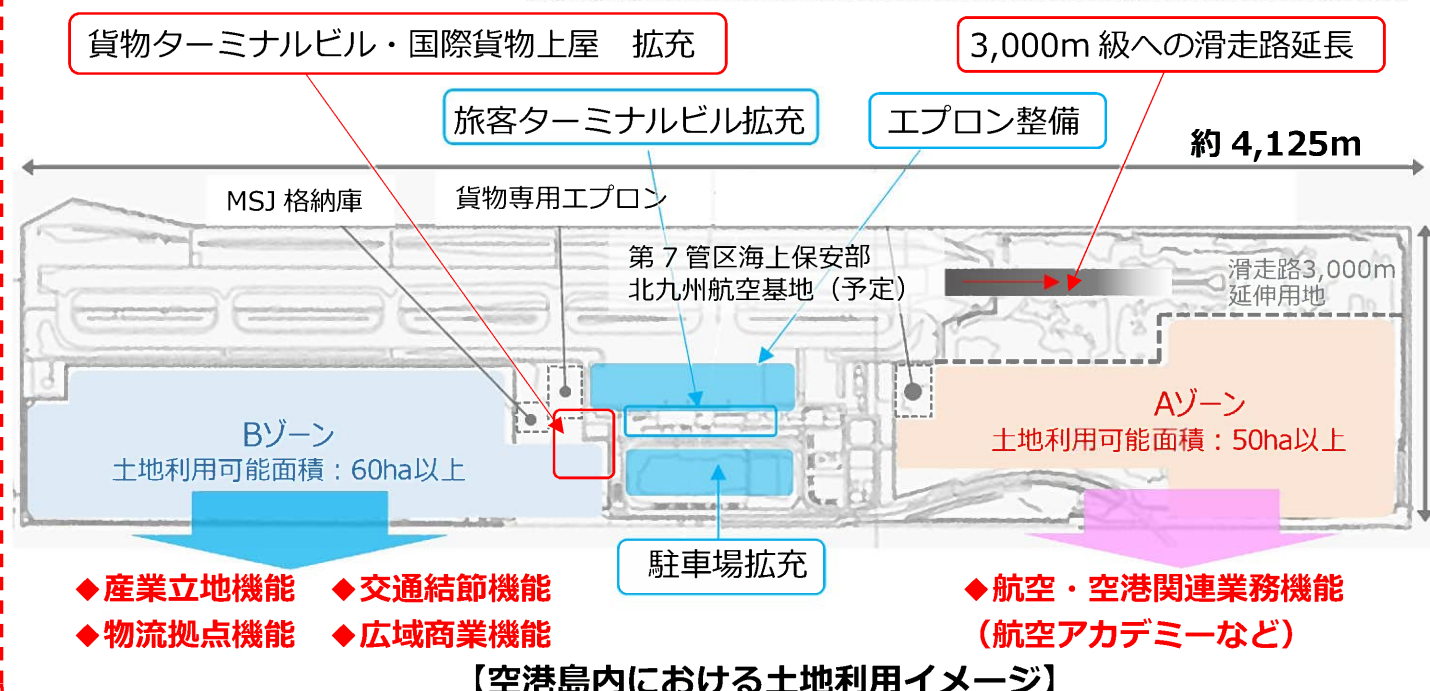 貨物ターミナルビル・国際貨物上屋　拡充
3,000m 級への滑走路延長
旅客ターミナルビル拡充
エプロン整備
約 4,125m
MSJ 格納庫
貨物専用エプロン
第 7 管区海上保安部
北九州航空基地（予定）
滑走路3,000m
延伸用地
Bゾーン
土地利用可能面積：60ha以上
Aゾーン
土地利用可能面積：50ha以上
駐車場拡充
◆産業立地機能　◆交通結節機能
◆物流拠点機能　◆広域商業機能
◆航空・空港関連業務機能
（航空アカデミーなど）
【空港島内における土地利用イメージ】